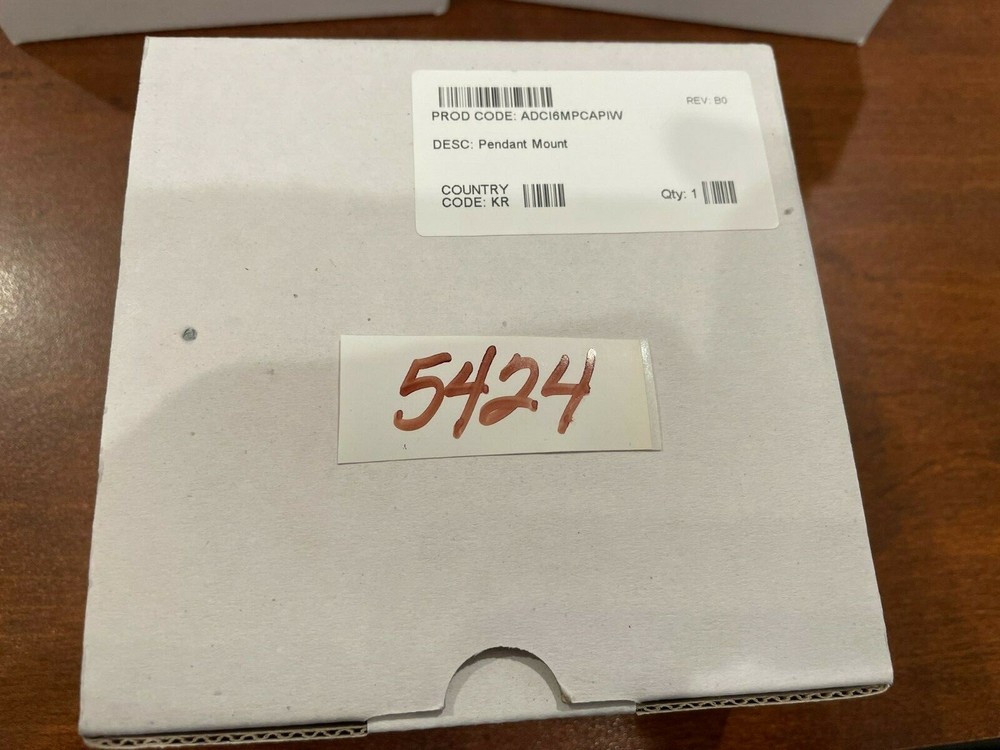 REV: B0
PROD CODE: ADCI6MPCAPIW
DESC: Pendant Mount
COUNTRY
CODE: KR
Qty: 1
5424